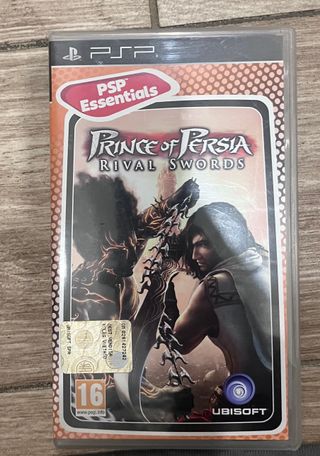 PSP
PSP
Essentials
PRINCE OF PERSIA
RIVAL SWORDS
16
www.pegi.info
UBISOFT